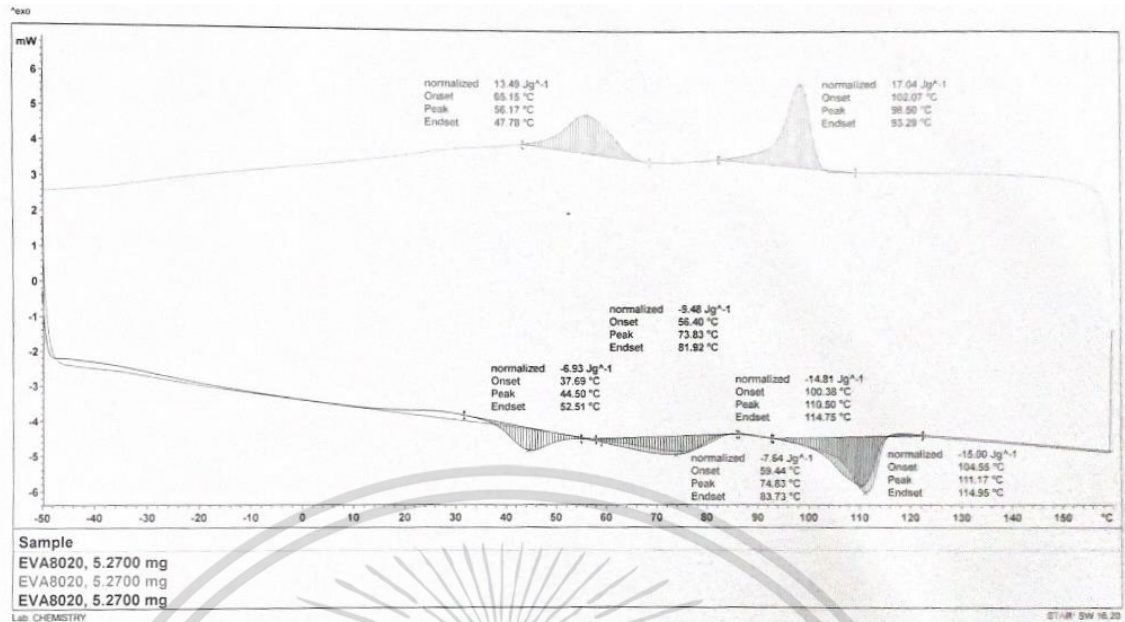 ^exo
mW
6
5
4
3
2
1
0
-1
-2
-3
-4
-5
-6
normalized 13.49 Jg^-1
Onset 65.15 °C
Peak 56.17 °C
Endset 47.78 °C
normalized 17.04 Jg^-1
Onset 102.07 °C
Peak 98.50 °C
Endset 93.29 °C
normalized -9.48 Jg^-1
Onset 56.40 °C
Peak 73.83 °C
Endset 81.92 °C
normalized -6.93 Jg^-1
Onset 37.69 °C
Peak 44.50 °C
Endset 52.51 °C
normalized -14.81 Jg^-1
Onset 100.38 °C
Peak 110.50 °C
Endset 114.75 °C
normalized -7.64 Jg^-1
Onset 59.44 °C
Peak 74.83 °C
Endset 83.73 °C
normalized -15.00 Jg^-1
Onset 104.55 °C
Peak 111.17 °C
Endset 114.95 °C
-50 -40 -30 -20 -10 0 10 20 30 40 50 60 70 80 90 100 110 120 130 140 150 °C
Sample
EVA8020, 5.2700 mg
EVA8020, 5.2700 mg
EVA8020, 5.2700 mg
Lab: CHEMISTRY
SW 16.20